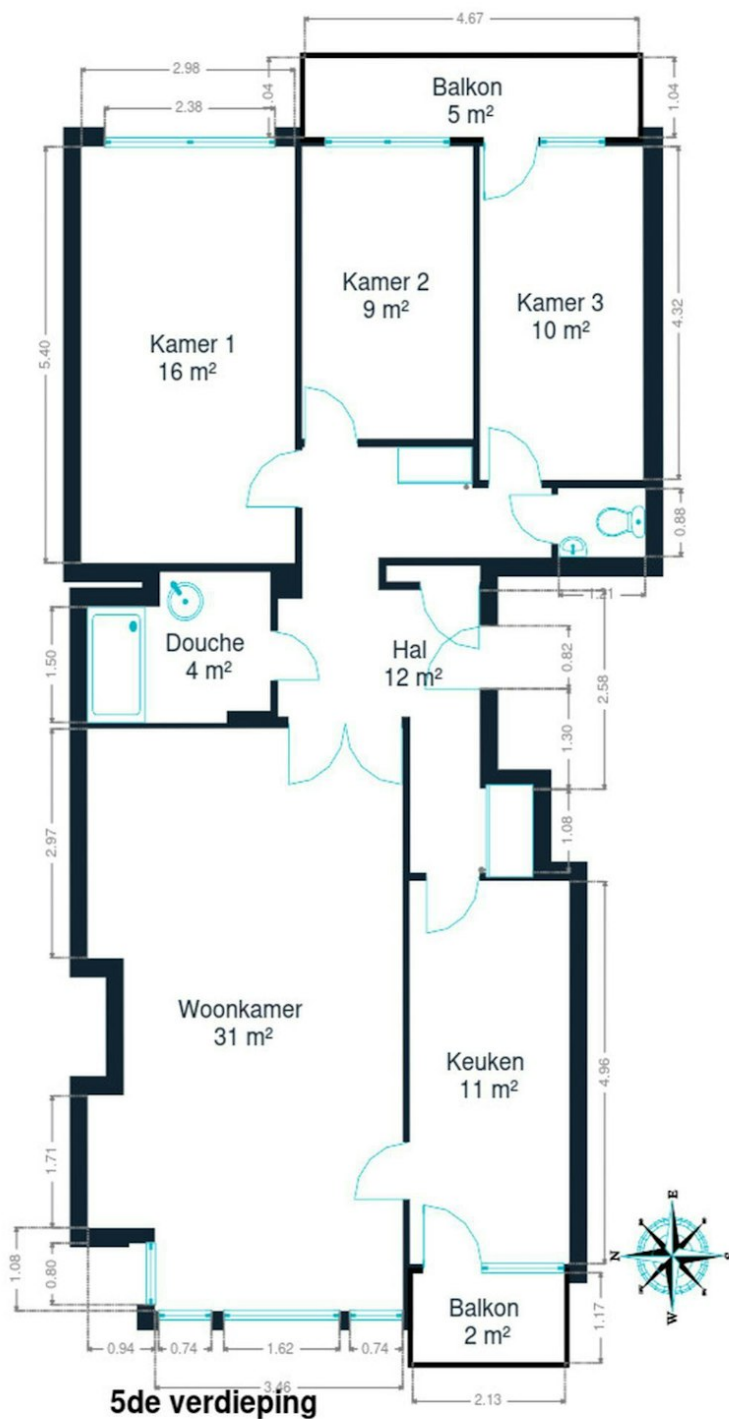 4.67
2.98
1.04
1.04
2.38
Balkon
5 m²
Kamer 2
9 m²
Kamer 3
10 m²
Kamer 1
16 m²
4.32
5.40
0.88
1.21
Douche
4 m²
Hal
12 m²
1.50
0.82
2.58
1.30
1.08
2.97
Woonkamer
31 m²
Keuken
11 m²
4.96
1.71
E
N
S
W
1.08
0.80
Balkon
2 m²
1.17
0.94
0.74
1.62
0.74
3.46
2.13
5de verdieping